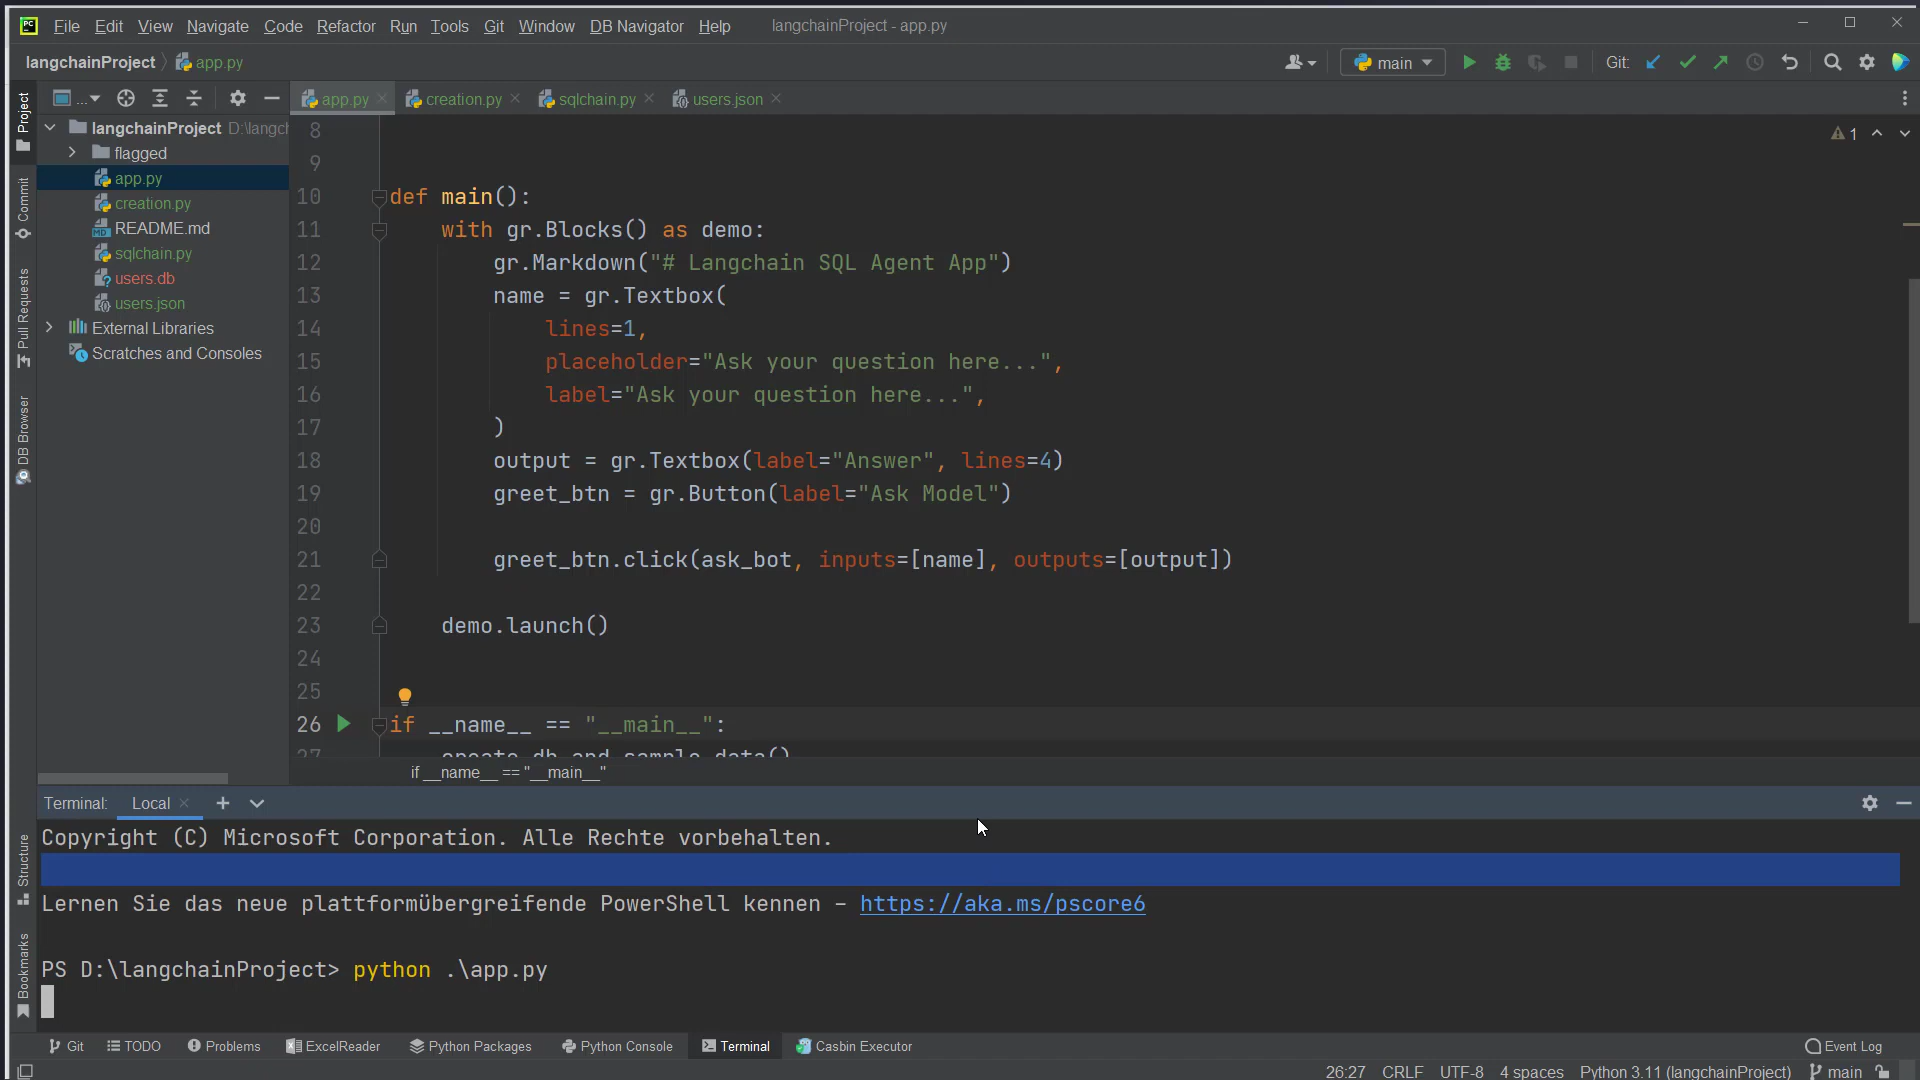 PC File Edit View Navigate Code Refactor Run Tools Git Window DB Navigator Help langchainProject - app.py
langchainProject app.py main Git:
... app.py creation.py sqlchain.py users.json
Project
Commit
Pull Requests
DB Browser
Structure
Bookmarks
langchainProject D:\langch
flagged
app.py
creation.py
MD README.md
sqlchain.py
users.db
users.json
External Libraries
Scratches and Consoles
1
8
9
10 def main():
11 with gr.Blocks() as demo:
12 gr.Markdown("# Langchain SQL Agent App")
13 name = gr.Textbox(
14 lines=1,
15 placeholder="Ask your question here...",
16 label="Ask your question here...",
17 )
18 output = gr.Textbox(label="Answer", lines=4)
19 greet_btn = gr.Button(label="Ask Model")
20
21 greet_btn.click(ask_bot, inputs=[name], outputs=[output])
22
23 demo.launch()
24
25
26 if __name__ == "__main__":
27 create_db_and_sample_data()
if __name__ == "__main__"
Terminal: Local
Copyright (C) Microsoft Corporation. Alle Rechte vorbehalten.
Lernen Sie das neue plattformübergreifende PowerShell kennen – https://aka.ms/pscore6
PS D:\langchainProject> python .\app.py
Git TODO Problems ExcelReader Python Packages Python Console Terminal Casbin Executor Event Log
26:27 CRLF UTF-8 4 spaces Python 3.11 (langchainProject) main